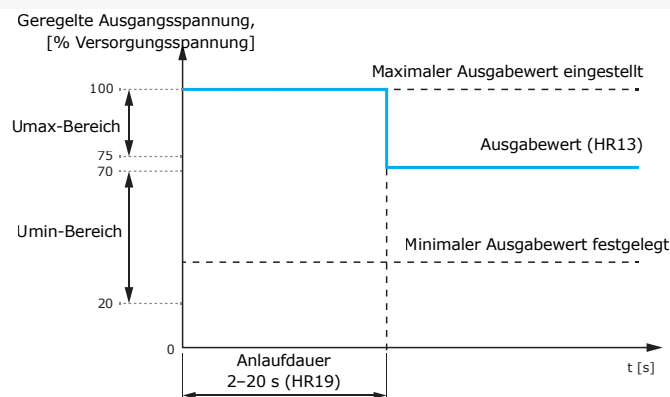 Geregelte Ausgangsspannung,
[% Versorgungsspannung]
Maximaler Ausgabewert eingestellt
100
Umax-Bereich
Ausgabewert (HR13)
75
70
Umin-Bereich
Minimaler Ausgabewert festgelegt
20
0
Anlaufdauer
2–20 s (HR19)
t [s]